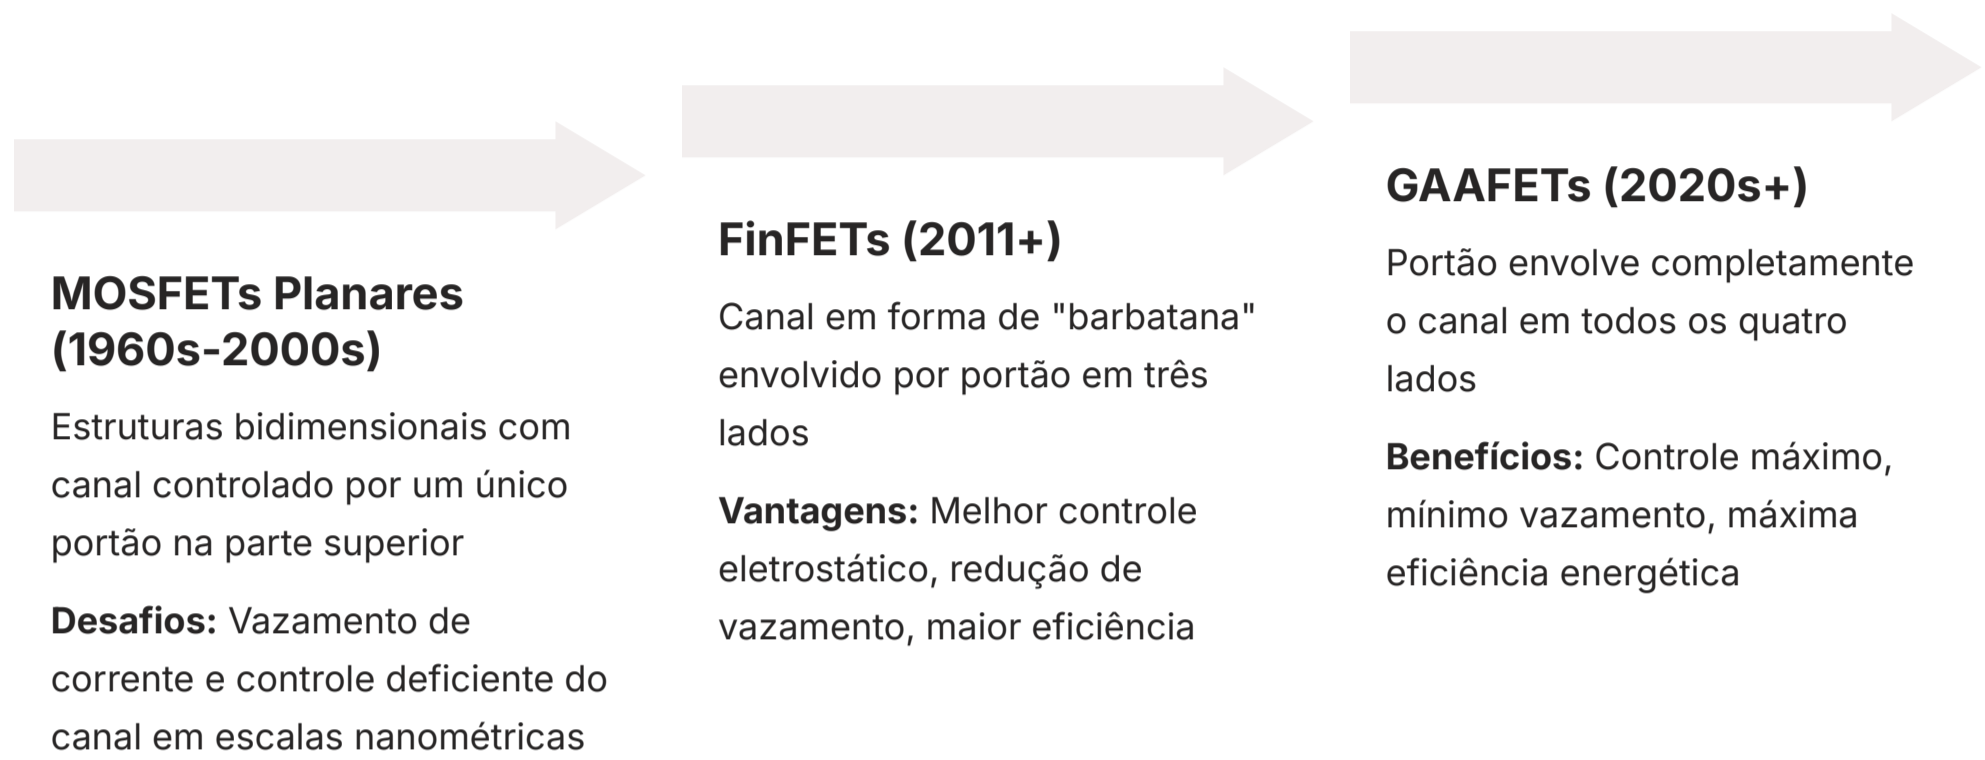 MOSFETs Planares
(1960s-2000s)
Estruturas bidimensionais com
canal controlado por um único
portão na parte superior
Desafios: Vazamento de
corrente e controle deficiente do
canal em escalas nanométricas
FinFETs (2011+)
Canal em forma de "barbatana"
envolvido por portão em três
lados
Vantagens: Melhor controle
eletrostático, redução de
vazamento, maior eficiência
GAAFETs (2020s+)
Portão envolve completamente
o canal em todos os quatro
lados
Benefícios: Controle máximo,
mínimo vazamento, máxima
eficiência energética